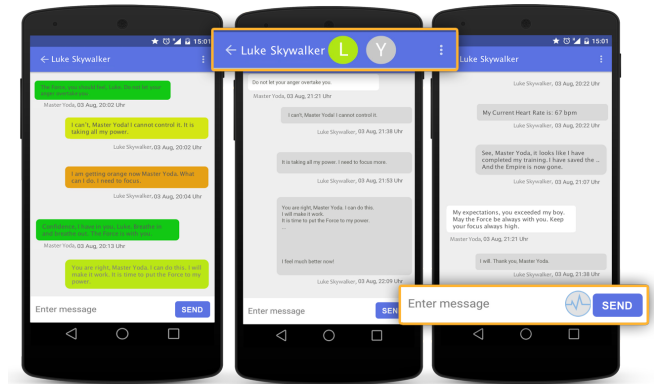 15:01
Luke Skywalker
The Force, you should feel, Luke. Do not let your
anger overtake you.
Master Yoda, 03 Aug, 20:02 Uhr
I can't, Master Yoda! I cannot control it. It is
taking all my power.
Luke Skywalker, 03 Aug, 20:02 Uhr
I am getting orange now Master Yoda. What
can I do. I need to focus.
Luke Skywalker, 03 Aug, 20:04 Uhr
Confidence, I have in you, Luke. Breathe in
and breathe out. The Force is with you.
Master Yoda, 03 Aug, 20:13 Uhr
You are right, Master Yoda. I can do this. I will
make it work. It is time to put the Force to my
power.
Enter message
SEND
Luke Skywalker
L
Y
Do not let your anger overtake you.
Master Yoda, 03 Aug, 21:21 Uhr
I can't, Master Yoda! I cannot control it.
Luke Skywalker, 03 Aug, 21:38 Uhr
It is taking all my power. I need to focus more.
Luke Skywalker, 03 Aug, 21:53 Uhr
You are right, Master Yoda. I can do this.
I will make it work.
It is time to put the Force to my power.
...
I feel much better now!
Luke Skywalker, 03 Aug, 22:09 Uhr
Enter message
SEN
15:01
Luke Skywalker
Luke Skywalker, 03 Aug, 20:22 Uhr
My Current Heart Rate is: 67 bpm
Luke Skywalker, 03 Aug, 20:22 Uhr
See, Master Yoda, it looks like I have
completed my training. I have saved the ...
And the Empire is now gone.
Luke Skywalker, 03 Aug, 21:07 Uhr
My expectations, you exceeded my boy.
May the Force be always with you. Keep
your focus always high.
Master Yoda, 03 Aug, 21:21 Uhr
I will. Thank you, Master Yoda.
Luke Skywalker, 03 Aug, 21:38 Uhr
Enter message
SEND